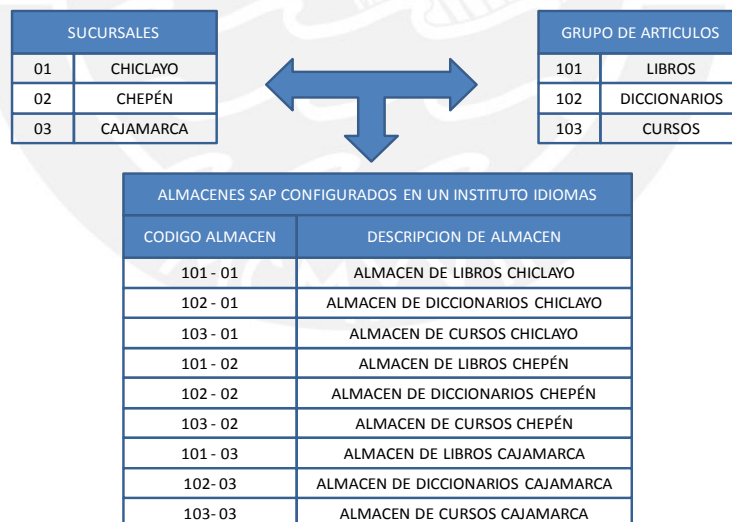 SUCURSALES
01 CHICLAYO
02 CHEPÉN
03 CAJAMARCA
GRUPO DE ARTICULOS
101 LIBROS
102 DICCIONARIOS
103 CURSOS
ALMACENES SAP CONFIGURADOS EN UN INSTITUTO IDIOMAS
CODIGO ALMACEN DESCRIPCION DE ALMACEN
101 - 01 ALMACEN DE LIBROS CHICLAYO
102 - 01 ALMACEN DE DICCIONARIOS CHICLAYO
103 - 01 ALMACEN DE CURSOS CHICLAYO
101 - 02 ALMACEN DE LIBROS CHEPÉN
102 - 02 ALMACEN DE DICCIONARIOS CHEPÉN
103 - 02 ALMACEN DE CURSOS CHEPÉN
101 - 03 ALMACEN DE LIBROS CAJAMARCA
102- 03 ALMACEN DE DICCIONARIOS CAJAMARCA
103- 03 ALMACEN DE CURSOS CAJAMARCA